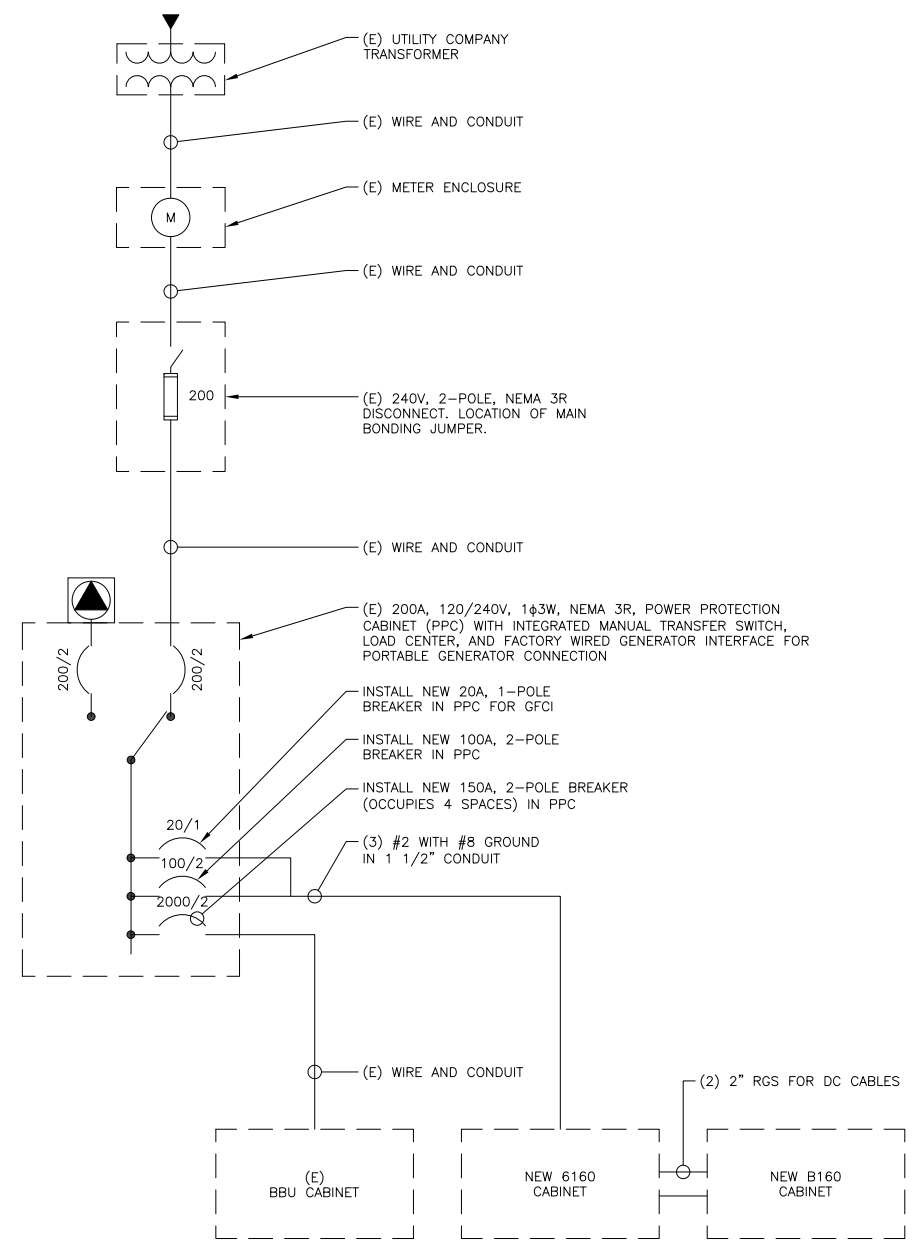 (E) UTILITY COMPANY
TRANSFORMER
(E) WIRE AND CONDUIT
(E) METER ENCLOSURE
M
(E) WIRE AND CONDUIT
200
(E) 240V, 2-POLE, NEMA 3R
DISCONNECT. LOCATION OF MAIN
BONDING JUMPER.
(E) WIRE AND CONDUIT
(E) 200A, 120/240V, 1ϕ3W, NEMA 3R, POWER PROTECTION
CABINET (PPC) WITH INTEGRATED MANUAL TRANSFER SWITCH,
LOAD CENTER, AND FACTORY WIRED GENERATOR INTERFACE FOR
PORTABLE GENERATOR CONNECTION
200/2
200/2
INSTALL NEW 20A, 1-POLE
BREAKER IN PPC FOR GFCI
INSTALL NEW 100A, 2-POLE
BREAKER IN PPC
INSTALL NEW 150A, 2-POLE BREAKER
(OCCUPIES 4 SPACES) IN PPC
20/1
(3) #2 WITH #8 GROUND
IN 1 1/2" CONDUIT
100/2
2000/2
(E) WIRE AND CONDUIT
(2) 2" RGS FOR DC CABLES
(E)
BBU CABINET
NEW 6160
CABINET
NEW B160
CABINET